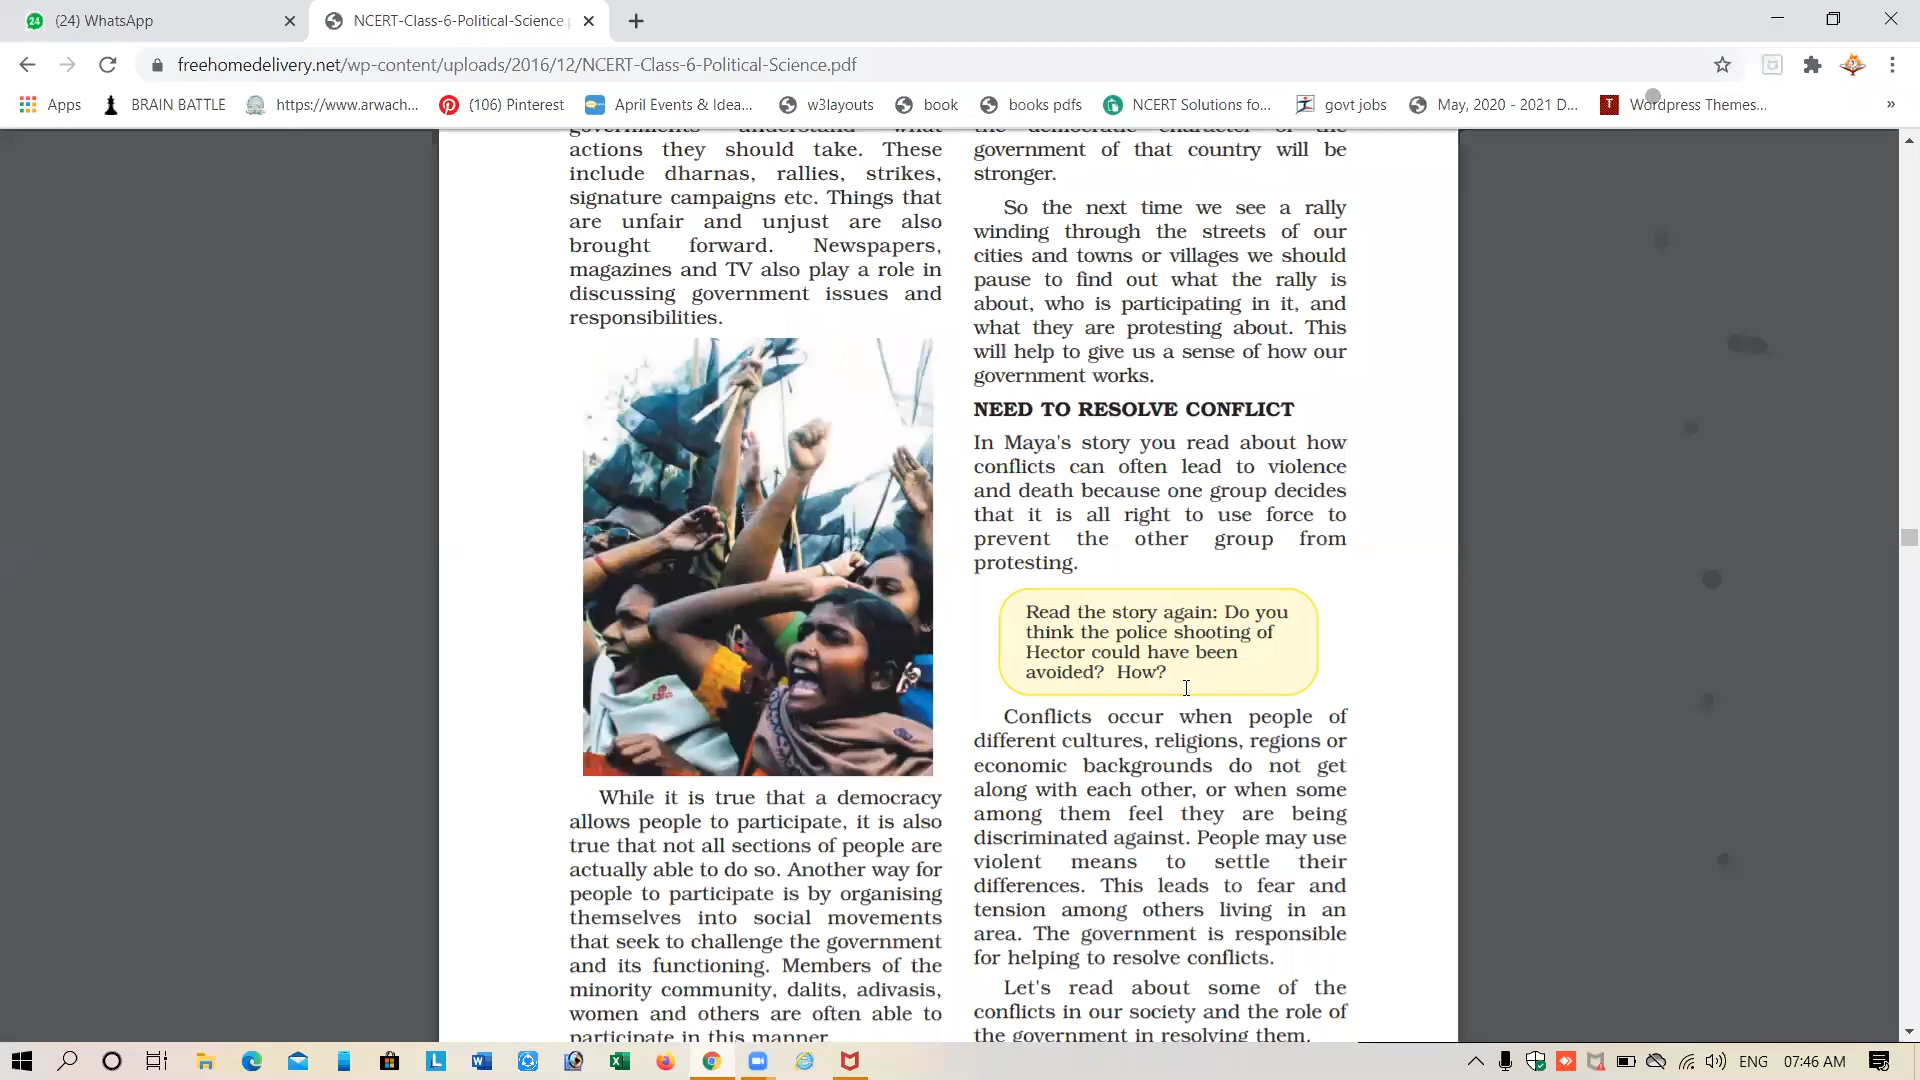 (24) WhatsApp
NCERT-Class-6-Political-Science p
freehomedelivery.net/wp-content/uploads/2016/12/NCERT-Class-6-Political-Science.pdf
Apps
BRAIN BATTLE
https://www.arwach...
(106) Pinterest
April Events & Idea...
w3layouts
book
books pdfs
NCERT Solutions fo...
govt jobs
May, 2020 - 2021 D...
Wordpress Themes...
»
governments understand what
actions they should take. These
include dharnas, rallies, strikes,
signature campaigns etc. Things that
are unfair and unjust are also
brought forward. Newspapers,
magazines and TV also play a role in
discussing government issues and
responsibilities.
While it is true that a democracy
allows people to participate, it is also
true that not all sections of people are
actually able to do so. Another way for
people to participate is by organising
themselves into social movements
that seek to challenge the government
and its functioning. Members of the
minority community, dalits, adivasis,
women and others are often able to
participate in this manner.
the democratic character of the
government of that country will be
stronger.
So the next time we see a rally
winding through the streets of our
cities and towns or villages we should
pause to find out what the rally is
about, who is participating in it, and
what they are protesting about. This
will help to give us a sense of how our
government works.
NEED TO RESOLVE CONFLICT
In Maya's story you read about how
conflicts can often lead to violence
and death because one group decides
that it is all right to use force to
prevent the other group from
protesting.
Read the story again: Do you
think the police shooting of
Hector could have been
avoided? How?
Conflicts occur when people of
different cultures, religions, regions or
economic backgrounds do not get
along with each other, or when some
among them feel they are being
discriminated against. People may use
violent means to settle their
differences. This leads to fear and
tension among others living in an
area. The government is responsible
for helping to resolve conflicts.
Let's read about some of the
conflicts in our society and the role of
the government in resolving them.
ENG
07:46 AM